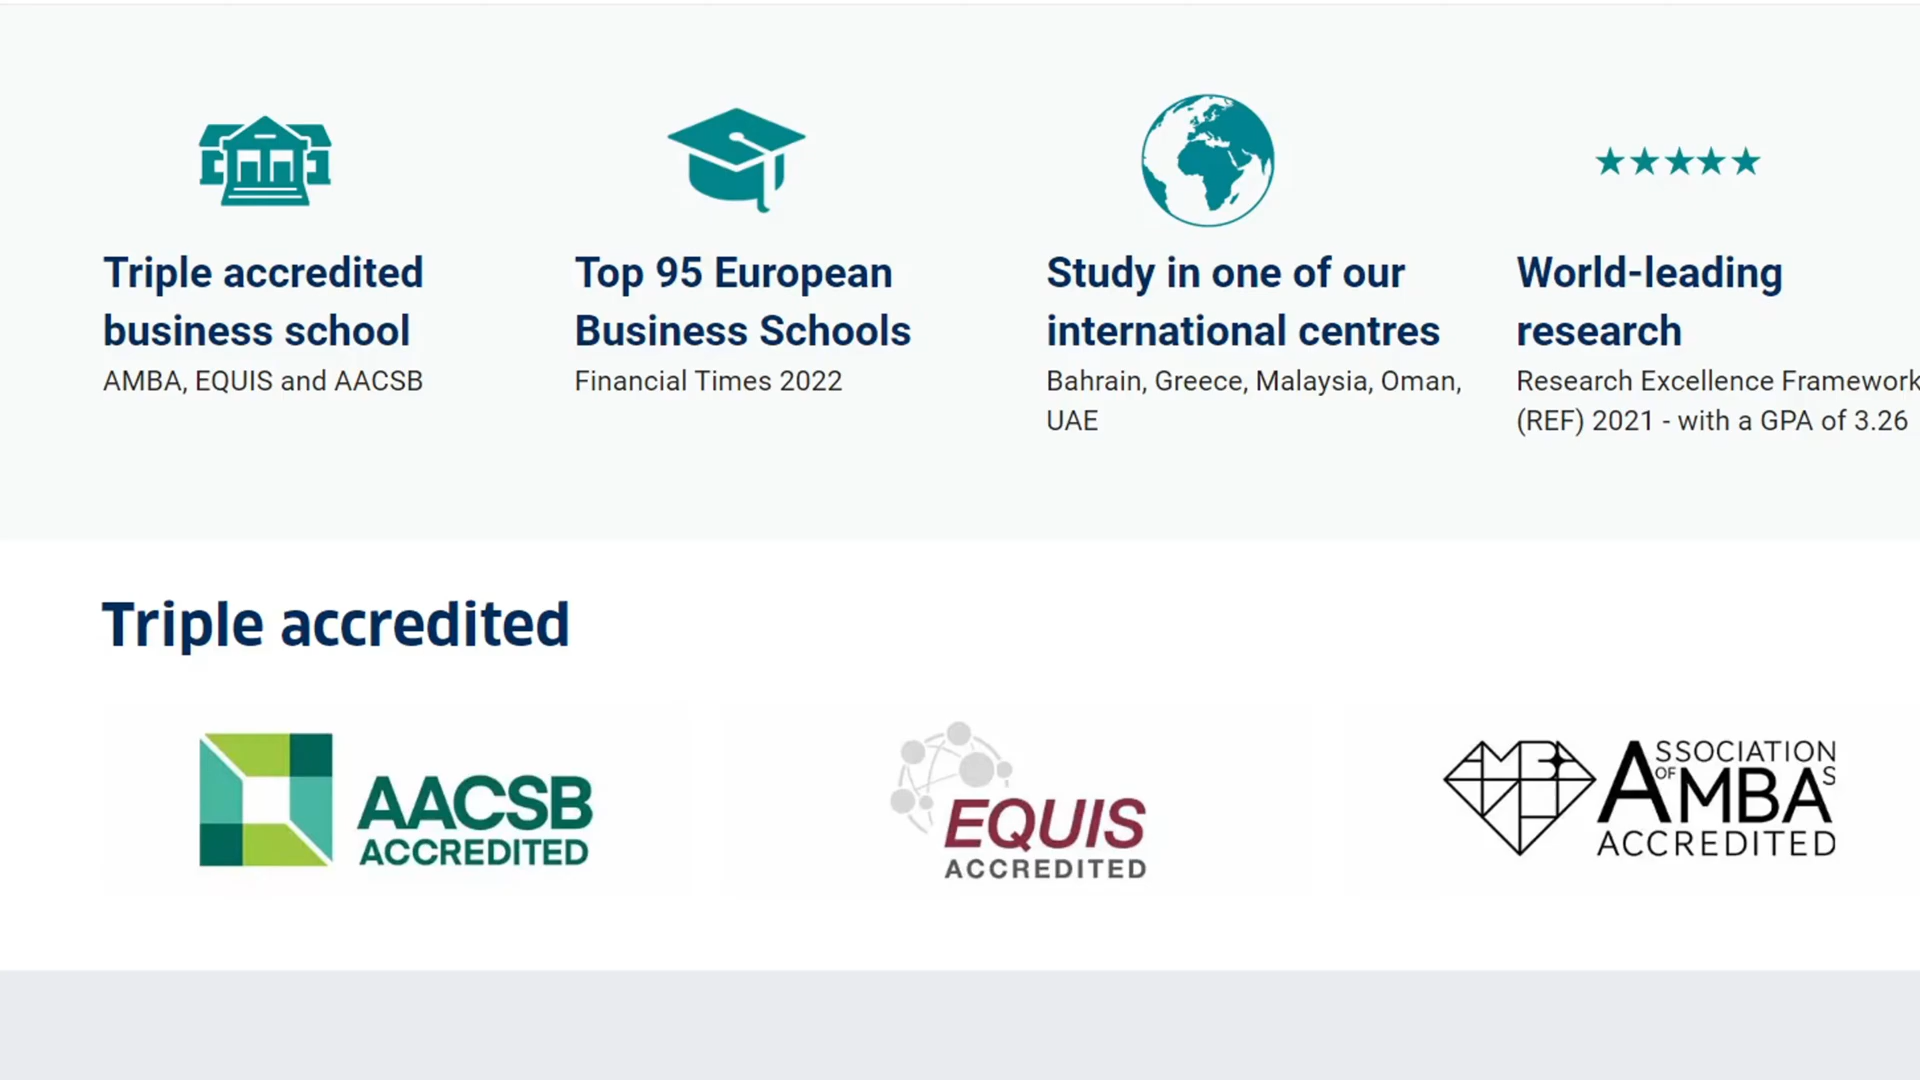 Triple accredited
business school
AMBA, EQUIS and AACSB
Top 95 European
Business Schools
Financial Times 2022
Study in one of our
international centres
Bahrain, Greece, Malaysia, Oman,
UAE
World-leading
research
Research Excellence Framework
(REF) 2021 - with a GPA of 3.26
Triple accredited
AACSB
ACCREDITED
EQUIS
ACCREDITED
AMBA
ASSOCIATION
OF AMBAS
ACCREDITED